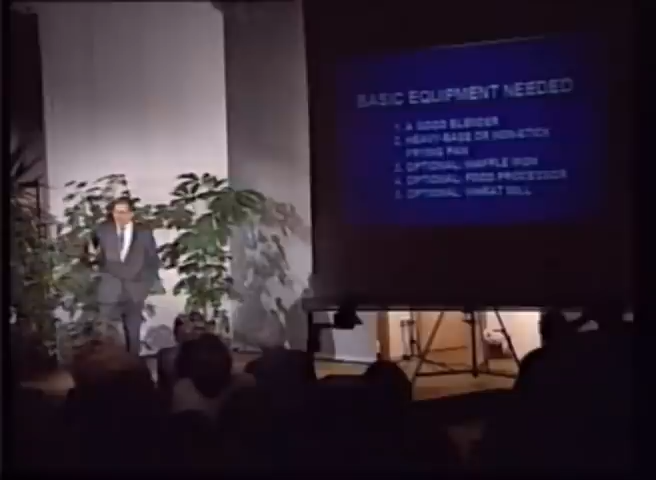 BASIC EQUIPMENT NEEDED
1. A GOOD BLENDER
2. HEAVY-BASE OR NON-STICK
FRYING PAN
3. OPTIONAL: WAFFLE IRON
4. OPTIONAL: FOOD PROCESSOR
5. OPTIONAL: WHEAT MILL